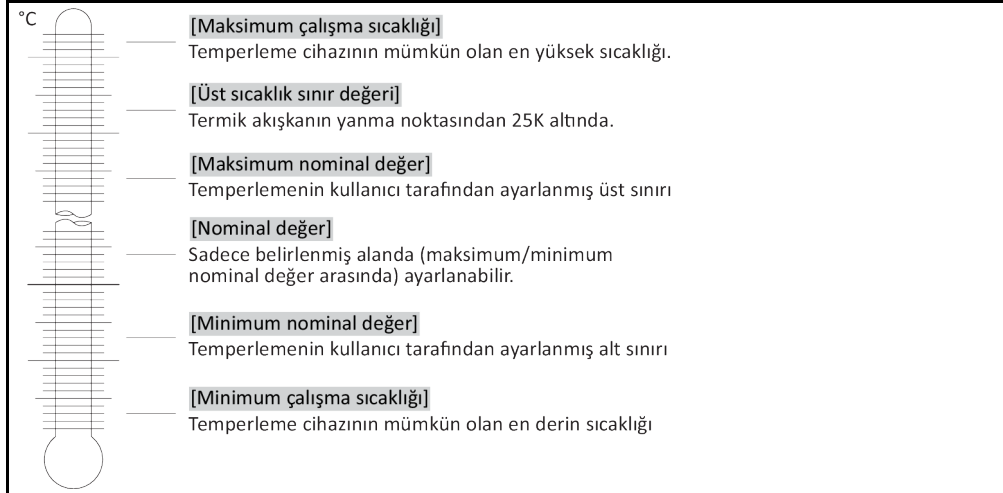 °C
[Maksimum çalışma sıcaklığı]
Temperleme cihazının mümkün olan en yüksek sıcaklığı.
[Üst sıcaklık sınır değeri]
Termik akışkanın yanma noktasından 25K altında.
[Maksimum nominal değer]
Temperlemenin kullanıcı tarafından ayarlanmış üst sınırı
[Nominal değer]
Sadece belirlenmiş alanda (maksimum/minimum
nominal değer arasında) ayarlanabilir.
[Minimum nominal değer]
Temperlemenin kullanıcı tarafından ayarlanmış alt sınırı
[Minimum çalışma sıcaklığı]
Temperleme cihazının mümkün olan en derin sıcaklığı